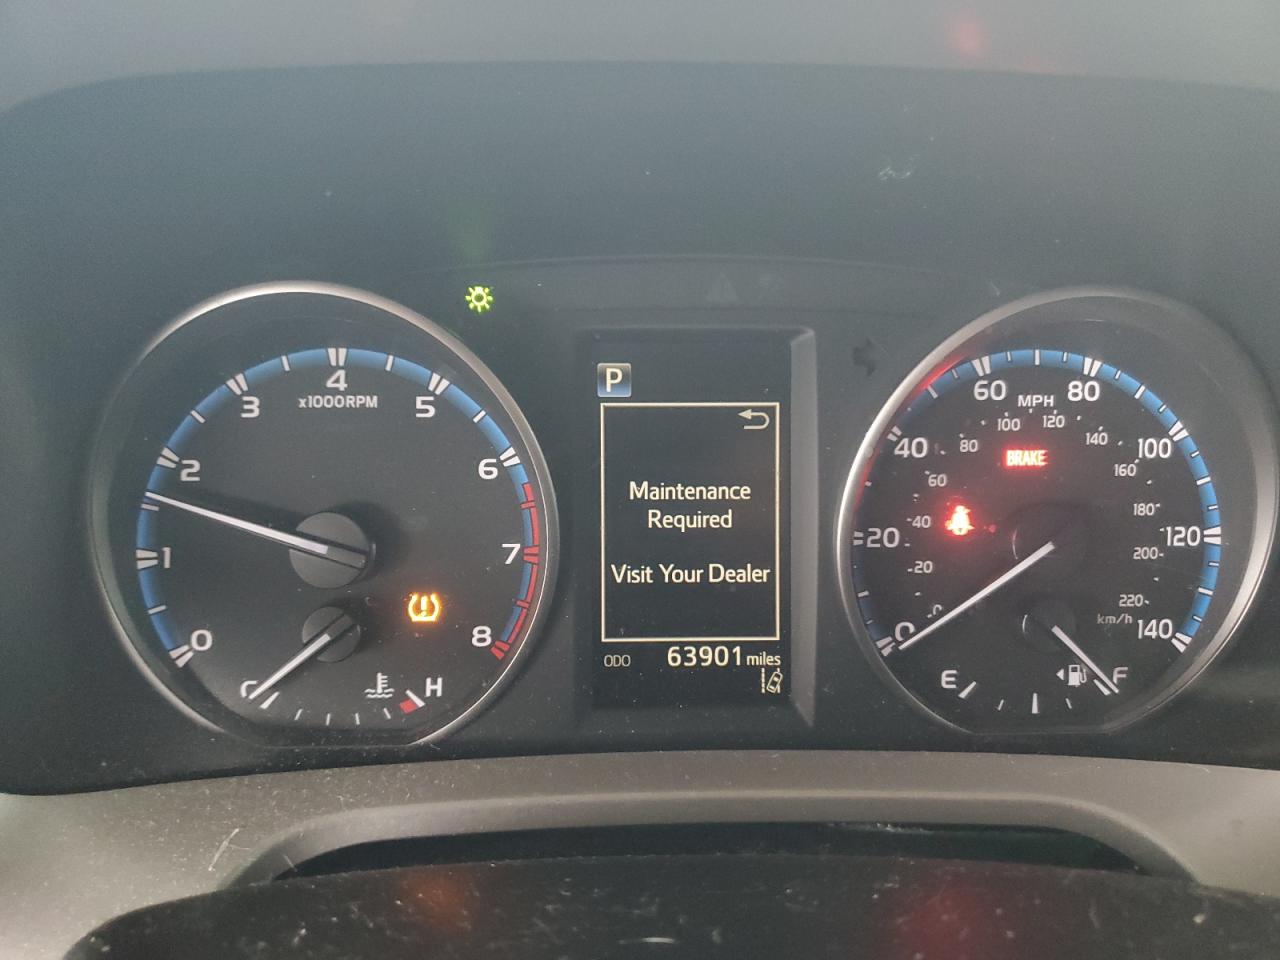 0
1
2
3
4
5
6
7
8
x1000RPM
C
H
P
Maintenance
Required
Visit Your Dealer
ODO 63901 miles
0
20
40
60
80
100
120
140
MPH
0
20
40
60
80
100
120
140
160
180
200
220
km/h
BRAKE
E
F